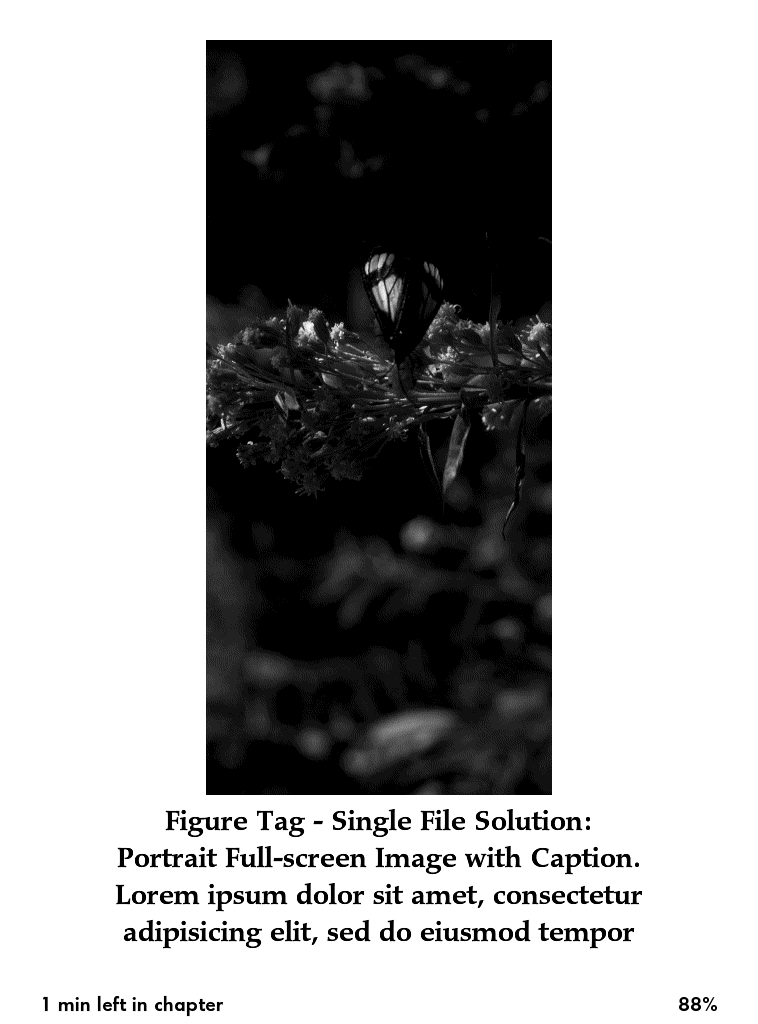 Figure Tag - Single File Solution:
Portrait Full-screen Image with Caption.
Lorem ipsum dolor sit amet, consectetur
adipisicing elit, sed do eiusmod tempor
1 min left in chapter
88%